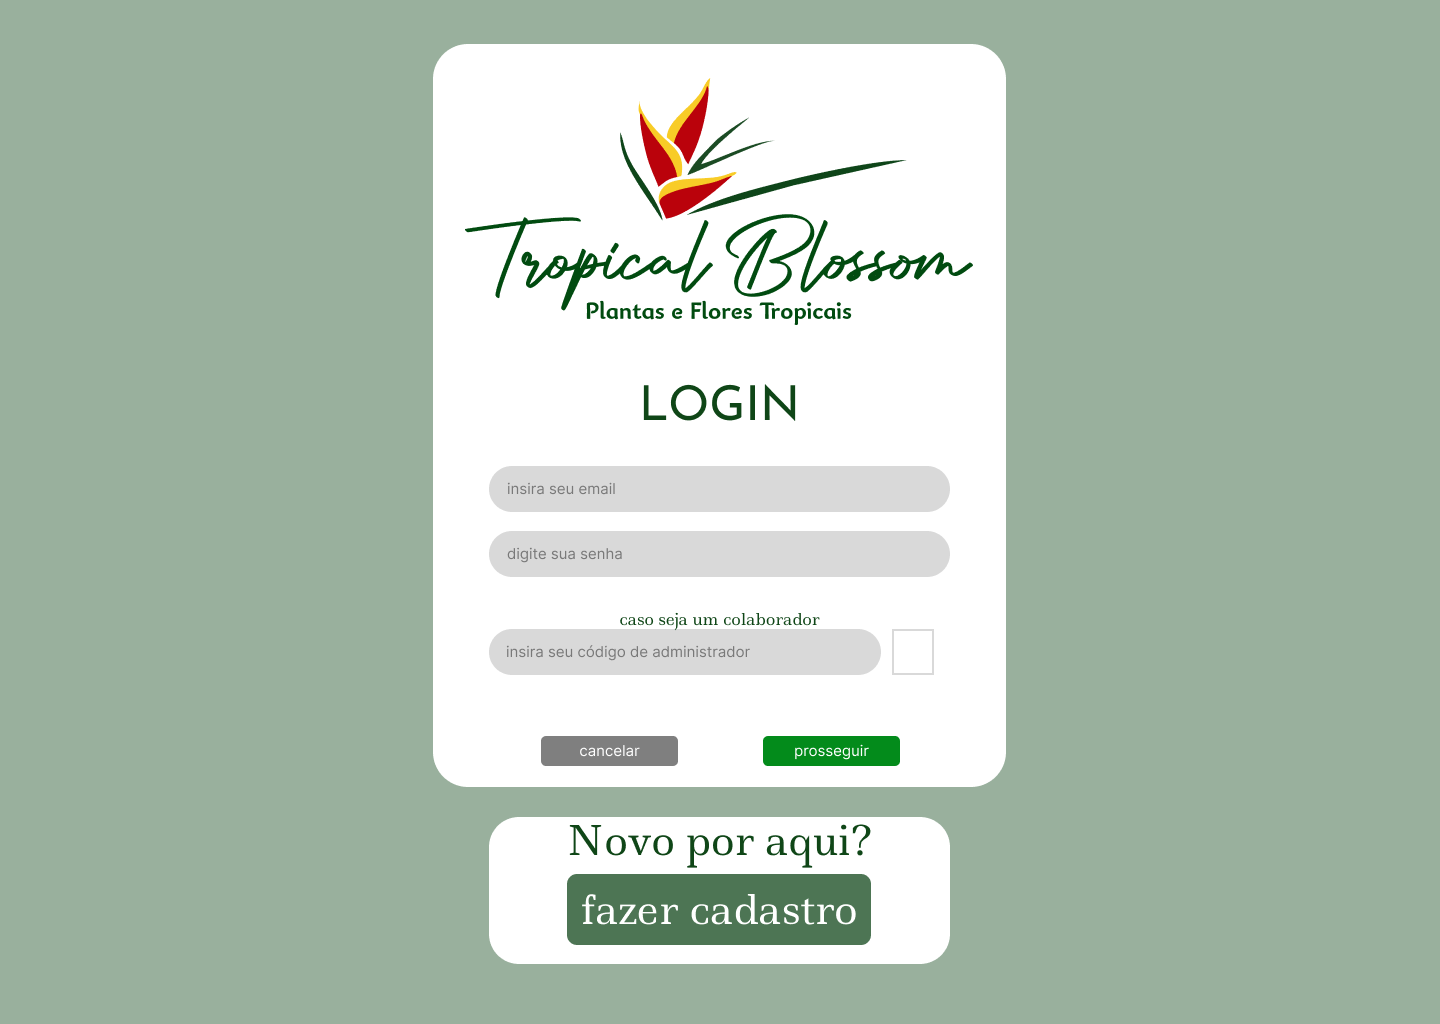 Tropical Blossom
Plantas e Flores Tropicais
LOGIN
insira seu email
digite sua senha
caso seja um colaborador
insira seu código de administrador
cancelar
prosseguir
Novo por aqui?
fazer cadastro